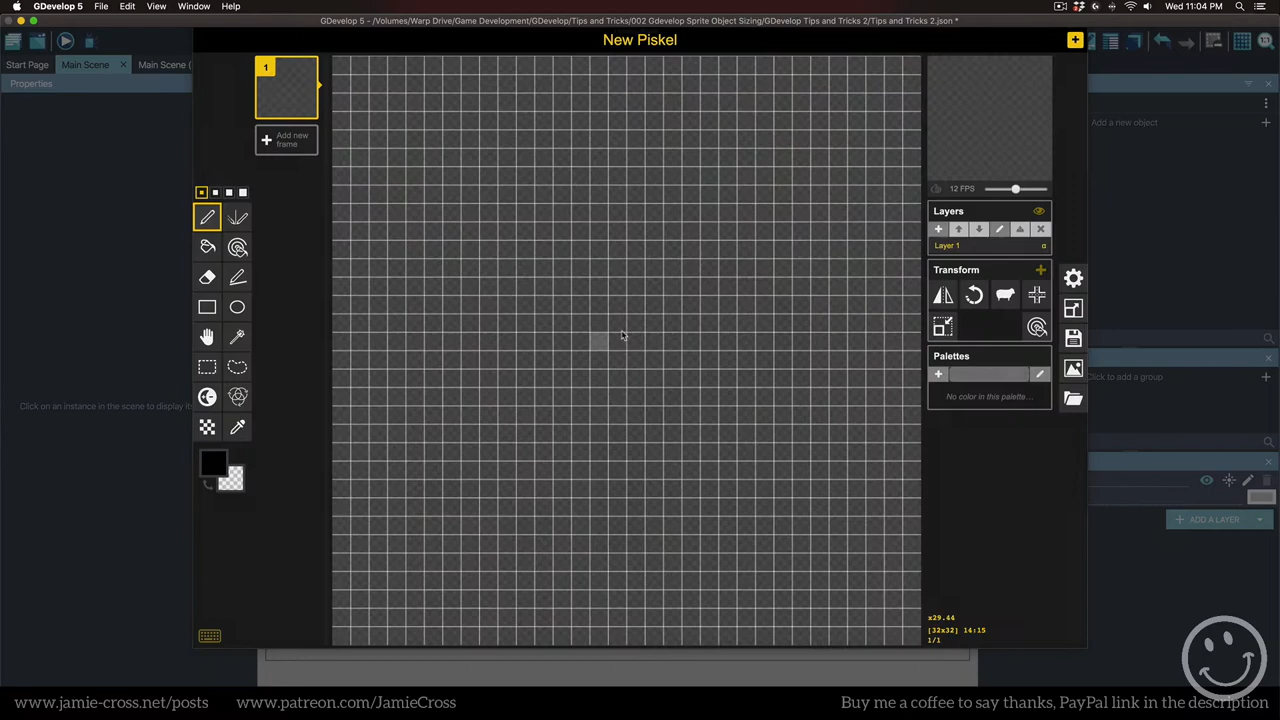 GDevelop 5 File Edit View Window Help Wed 11:04 PM
GDevelop 5 - /Volumes/Warp Drive/Game Development/GDevelop/Tips and Tricks/002 Gdevelop Sprite Object Sizing/GDevelop Tips and Tricks 2/Tips and Tricks 2.json *
New Piskel
Start Page Main Scene Main Scene (
Properties
1
Add new
frame
Add a new object
12 FPS
Layers
Layer 1 α
Transform
Palettes
No color in this palette...
Click to add a group
Click on an instance in the scene to display its
ADD A LAYER
x29.44
[32x32] 14:15
1/1
www.jamie-cross.net/posts www.patreon.com/JamieCross Buy me a coffee to say thanks, PayPal link in the description